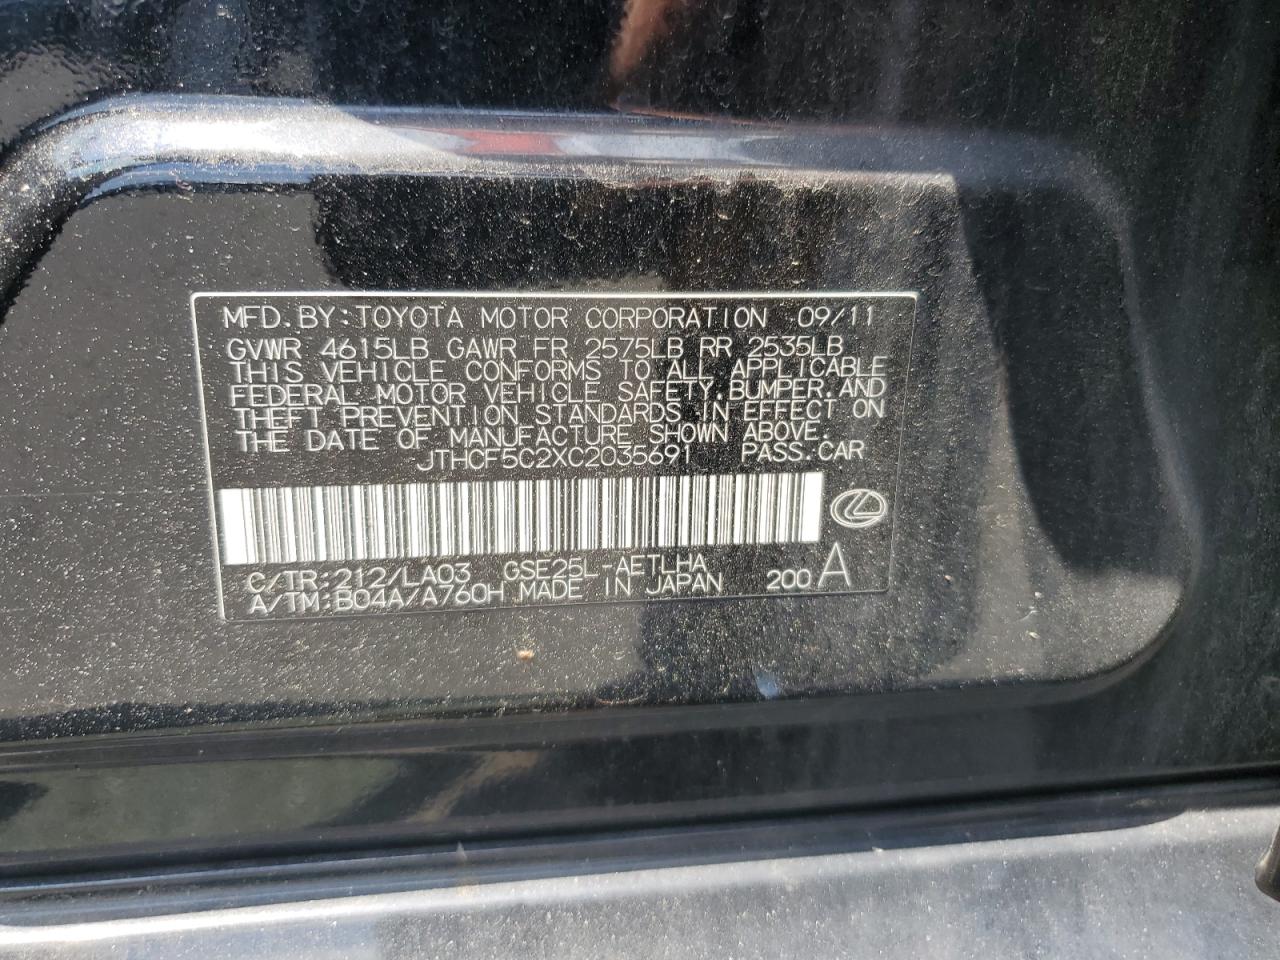 MFD.BY:TOYOTA MOTOR CORPORATION 09/11
GVWR 4615LB GAWR FR 2575LB RR 2535LB
THIS VEHICLE CONFORMS TO ALL APPLICABLE
FEDERAL MOTOR VEHICLE SAFETY,BUMPER,AND
THEFT PREVENTION STANDARDS IN EFFECT ON
THE DATE OF MANUFACTURE SHOWN ABOVE.
JTHCF5C2XC2035691 PASS.CAR
C/TR:212/LA03 GSE25L-AETLHA
A/TM:B04A/A760H MADE IN JAPAN 200A